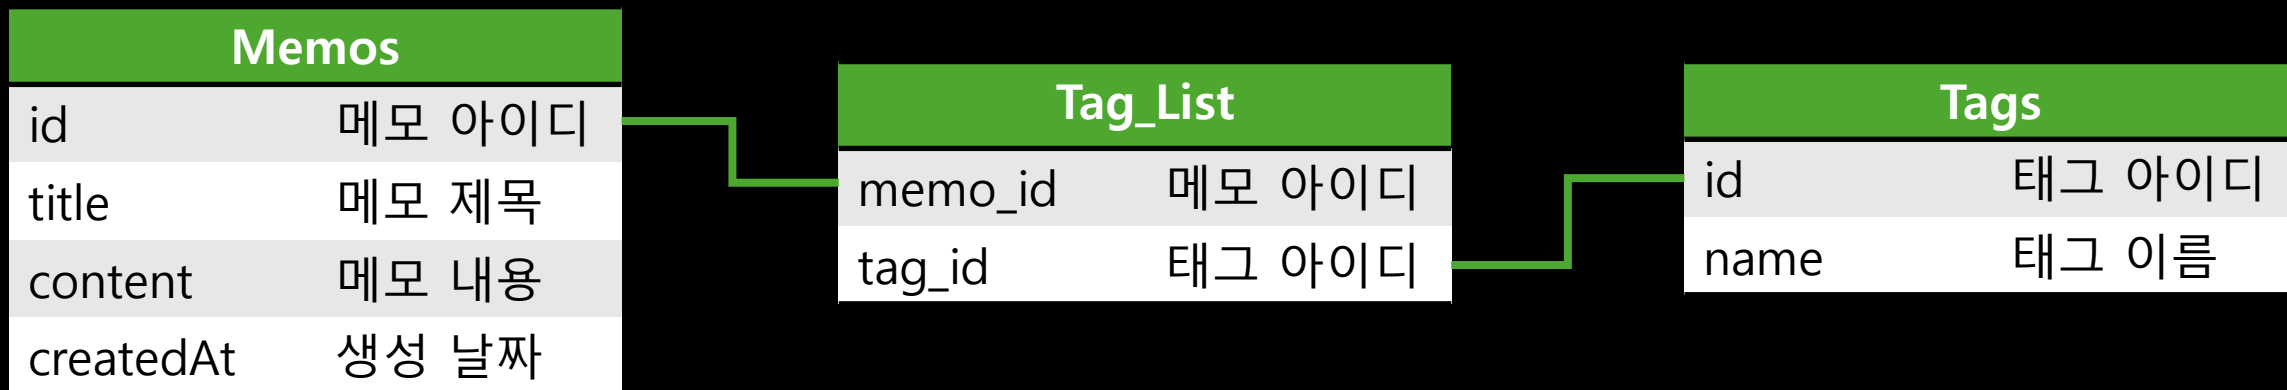 Memos
id 메모 아이디
title 메모 제목
content 메모 내용
createdAt 생성 날짜
Tag_List
memo_id 메모 아이디
tag_id 태그 아이디
Tags
id 태그 아이디
name 태그 이름